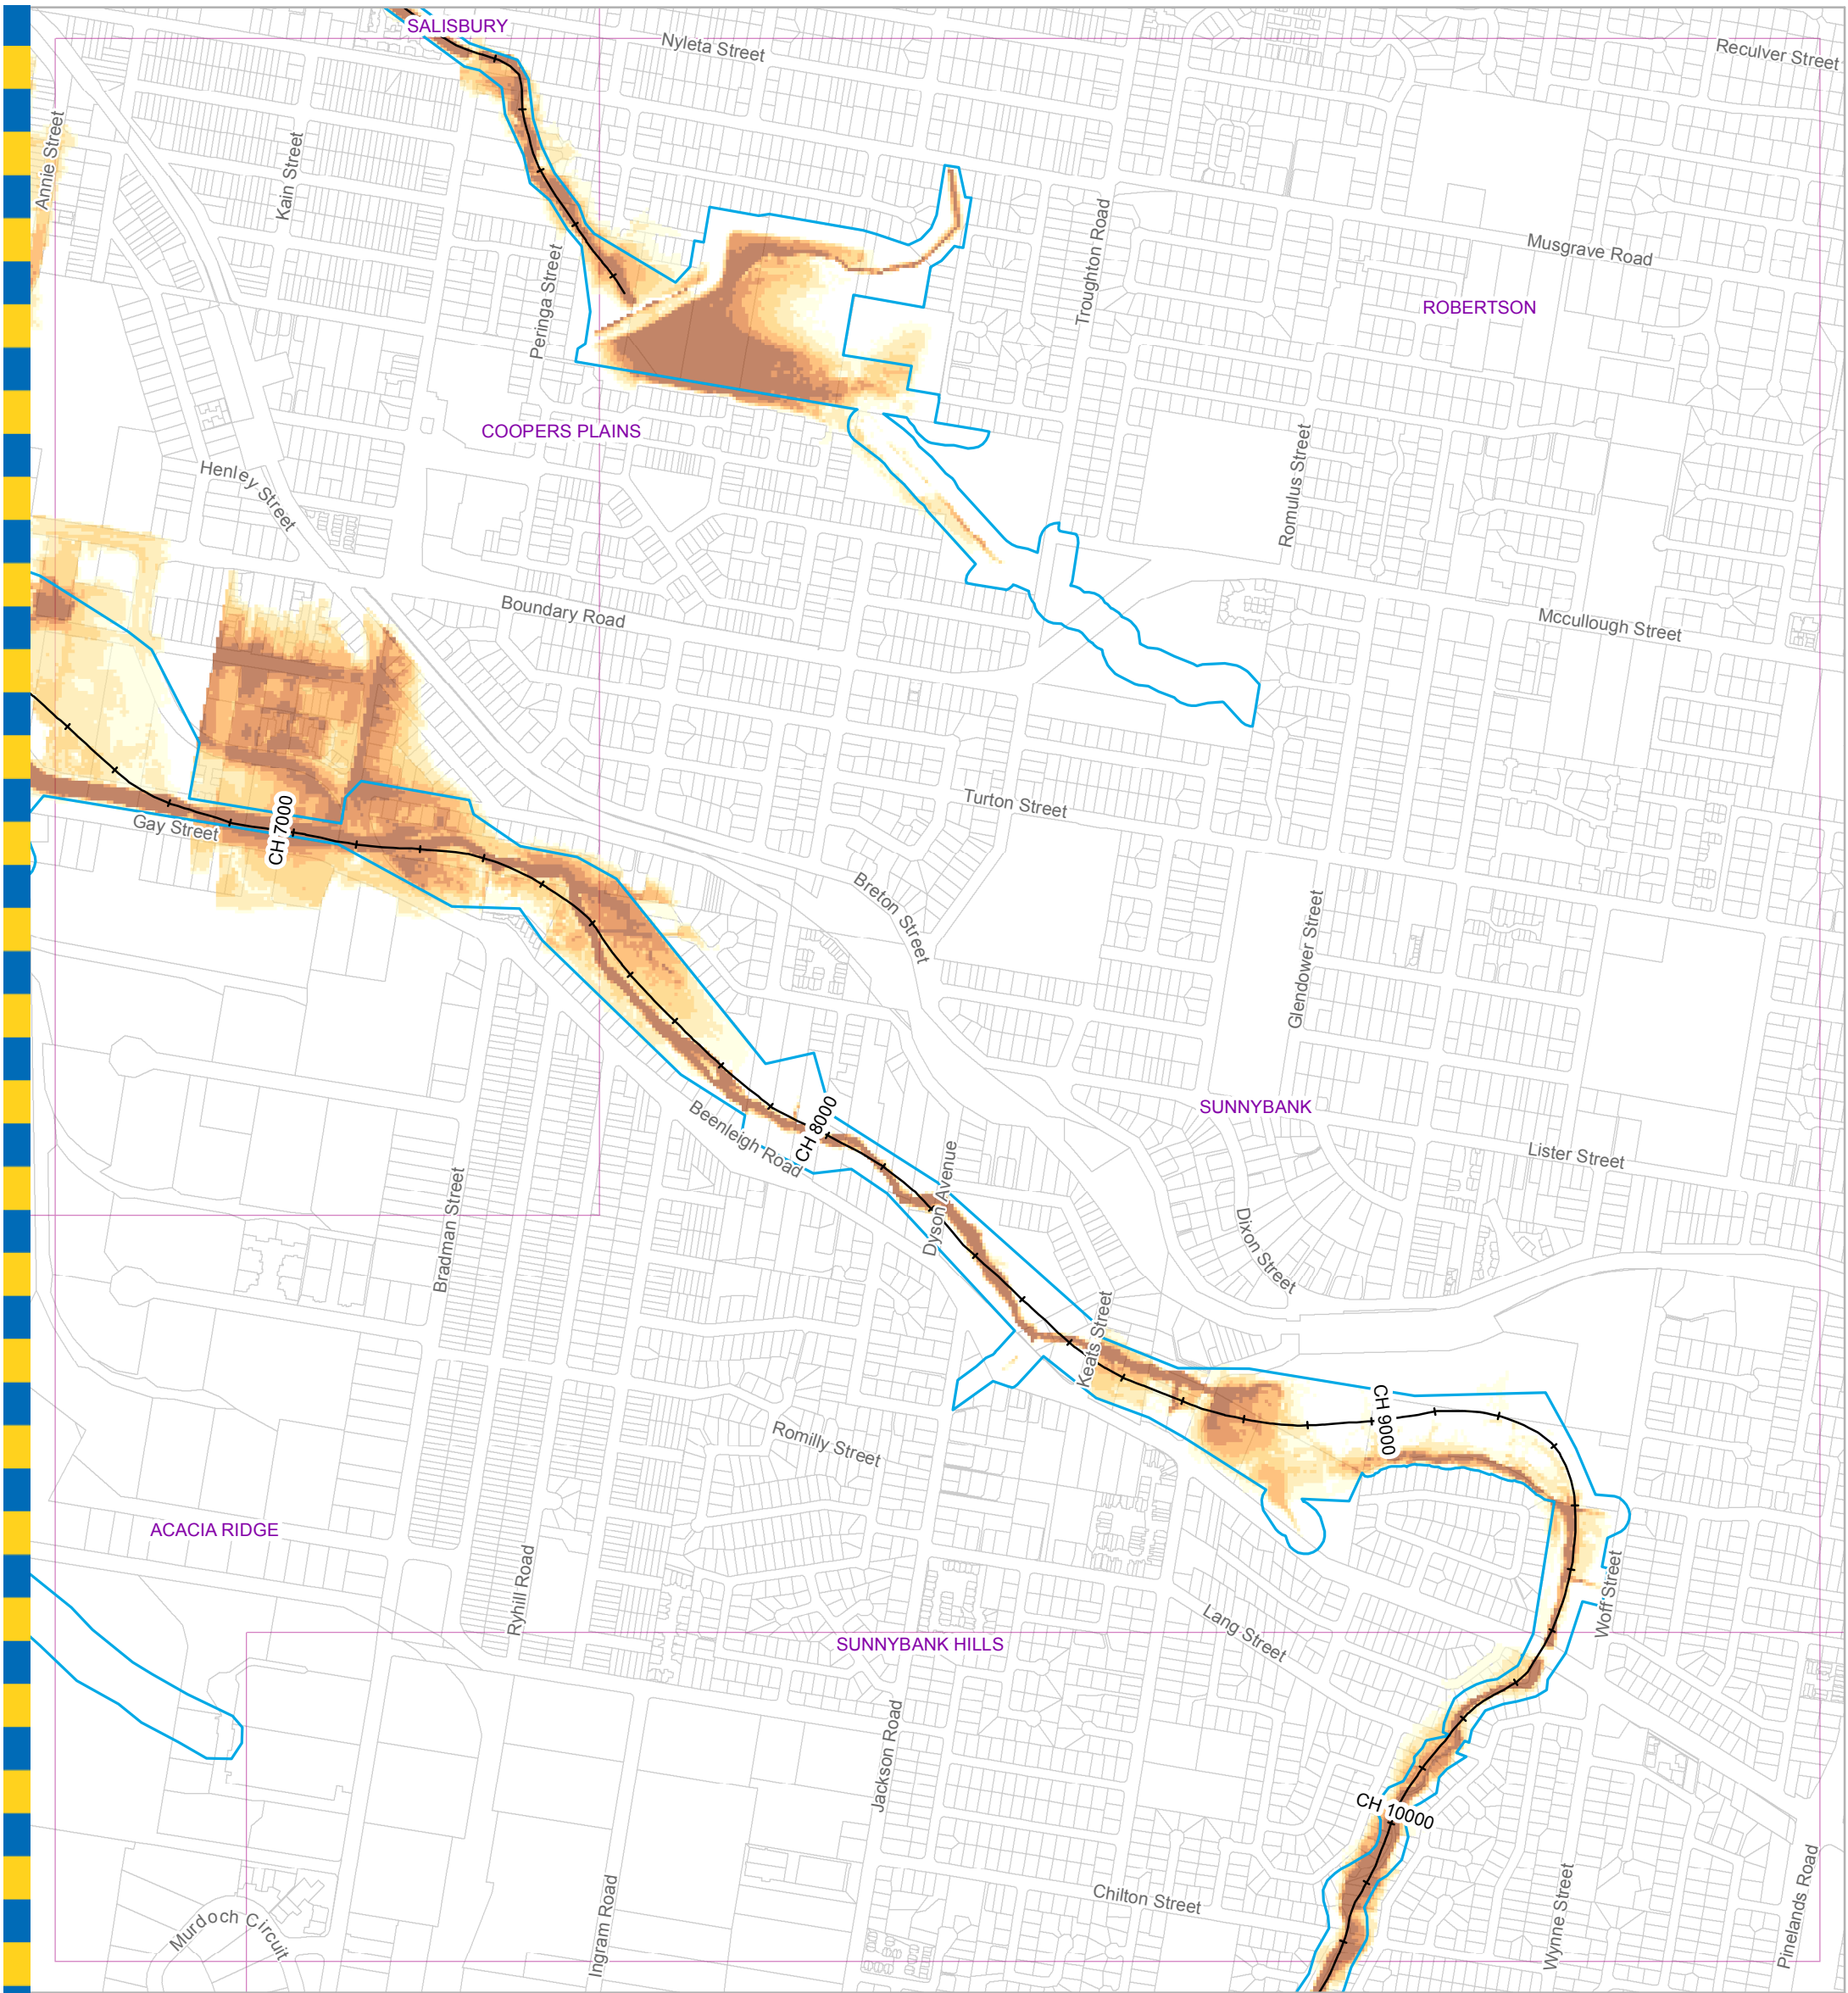 SALISBURY
Nyleta Street
Reculver Street
Annie Street
Kain Street
Peringa Street
Troughton Road
Musgrave Road
ROBERTSON
COOPERS PLAINS
Henley Street
Romulus Street
Boundary Road
Mccullough Street
Gay Street
CH 7000
Turton Street
Breton Street
Glendower Street
Beenleigh Road
CH 8000
SUNNYBANK
Lister Street
Bradman Street
Dyson Avenue
Dixon Street
Keats Street
CH 9000
Romilly Street
ACACIA RIDGE
Ryhill Road
Woff Street
Lang Street
SUNNYBANK HILLS
Jackson Road
CH 10000
Chilton Street
Murdoch Circuit
Ingram Road
Wynne Street
Pinelands Road